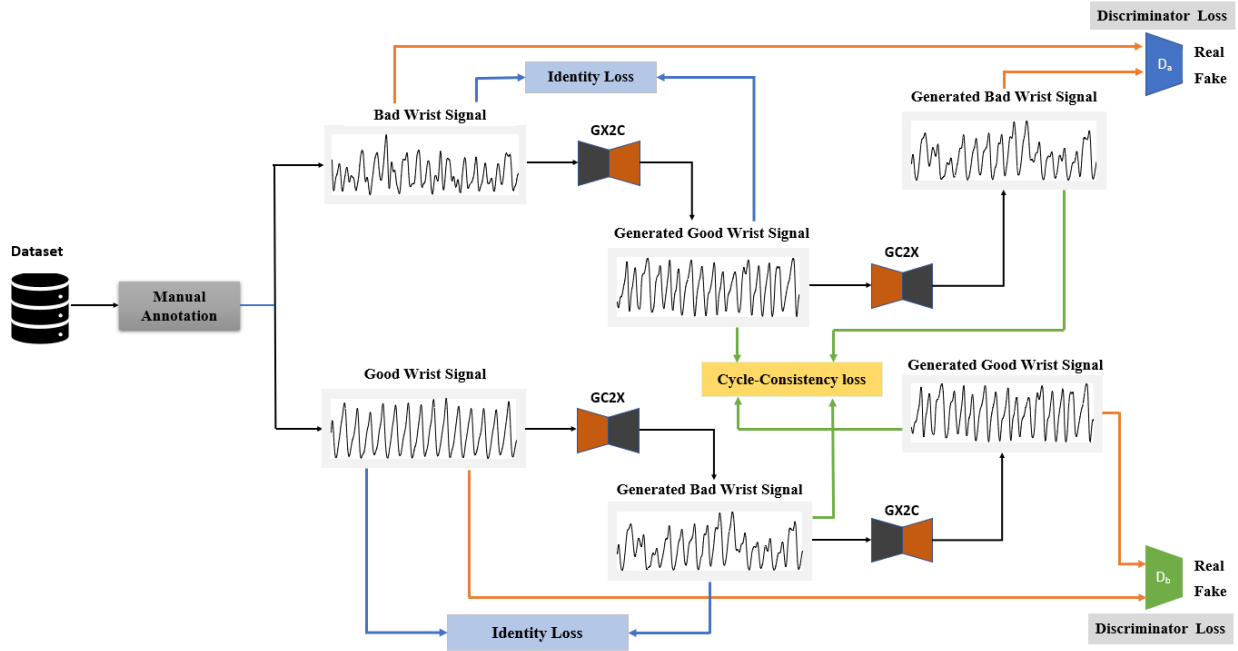 Discriminator Loss
D_a
Real
Fake
Identity Loss
Bad Wrist Signal
GX2C
Generated Bad Wrist Signal
Generated Good Wrist Signal
GC2X
Dataset
Manual
Annotation
Cycle-Consistency loss
Generated Good Wrist Signal
Good Wrist Signal
GC2X
Generated Bad Wrist Signal
GX2C
D_b
Real
Fake
Identity Loss
Discriminator Loss